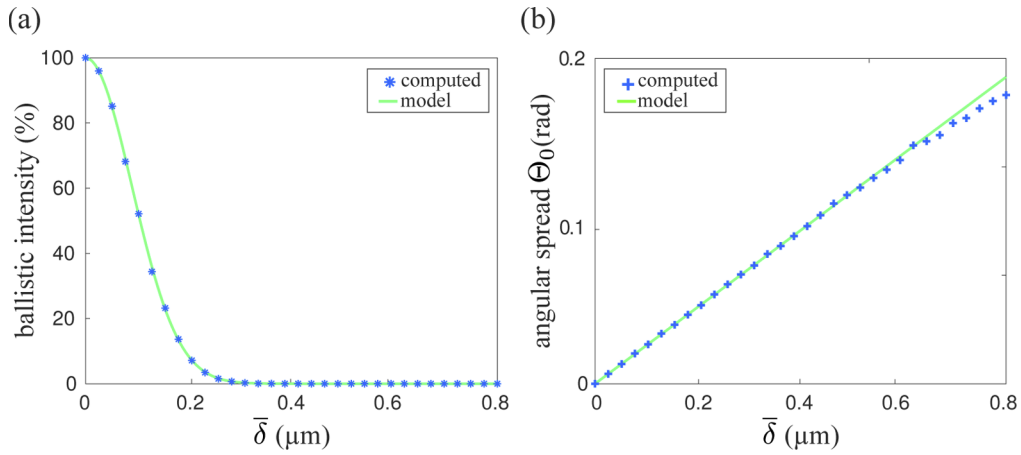 (a)
100
80
60
40
20
0
ballistic intensity (%)
computed
model
0
0.2
0.4
0.6
0.8
δ̅ (μm)
(b)
0.2
0.1
0
angular spread Θ₀(rad)
computed
model
0
0.2
0.4
0.6
0.8
δ̅ (μm)